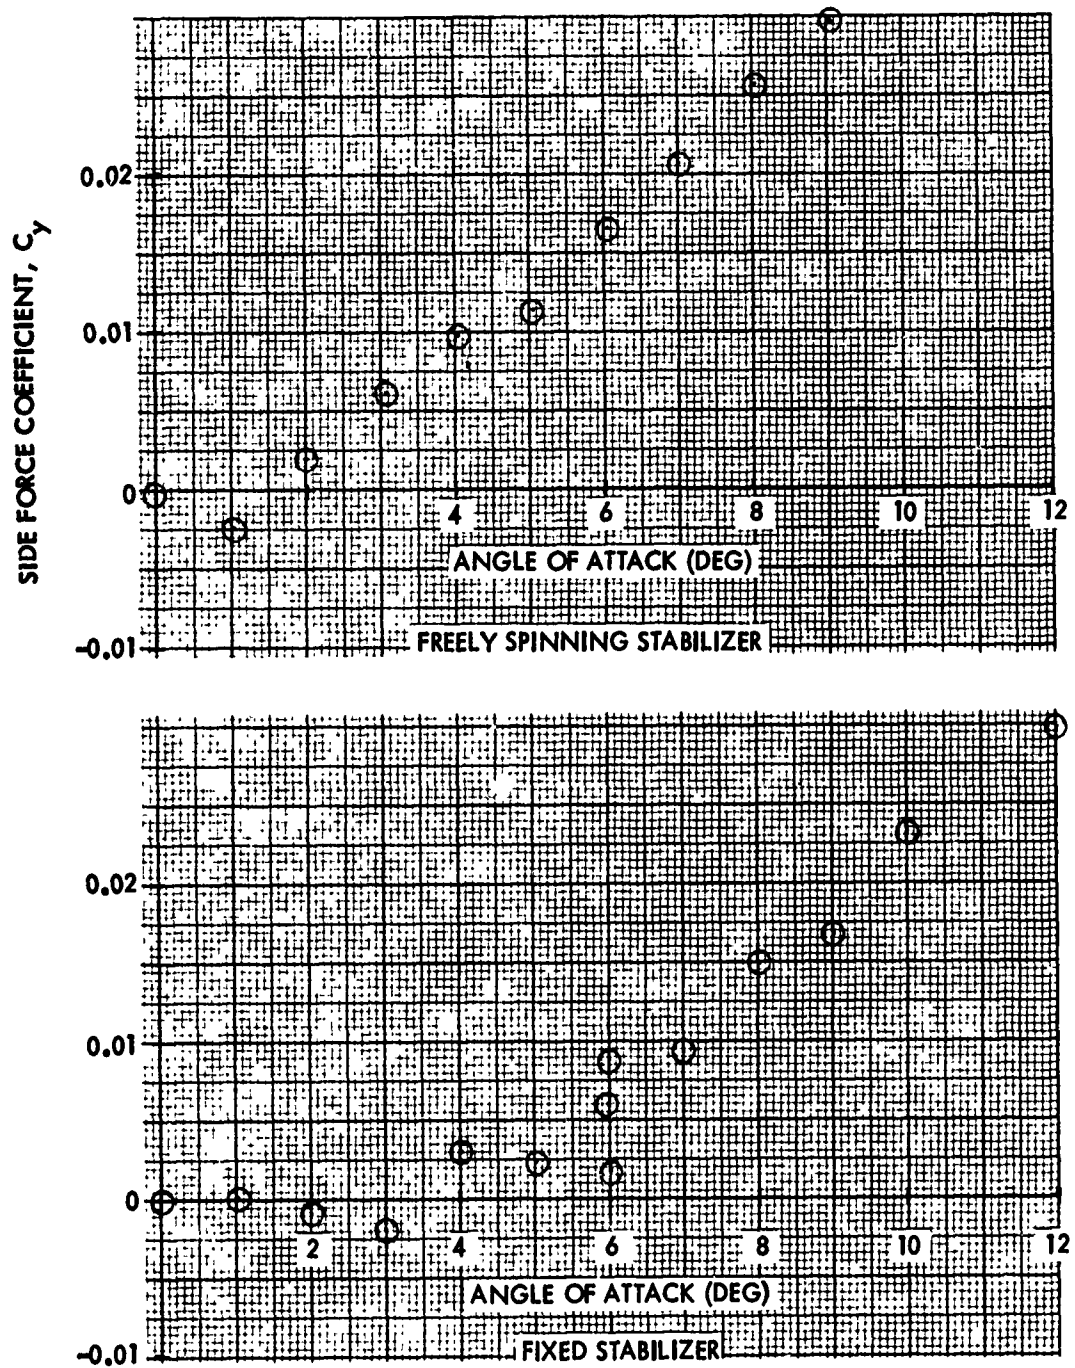 SIDE FORCE COEFFICIENT, Cy
0.02
0.01
0
4 6 8 10 12
ANGLE OF ATTACK (DEG)
-0.01
FREELY SPINNING STABILIZER
0.02
0.01
0
2 4 6 8 10 12
ANGLE OF ATTACK (DEG)
-0.01
FIXED STABILIZER